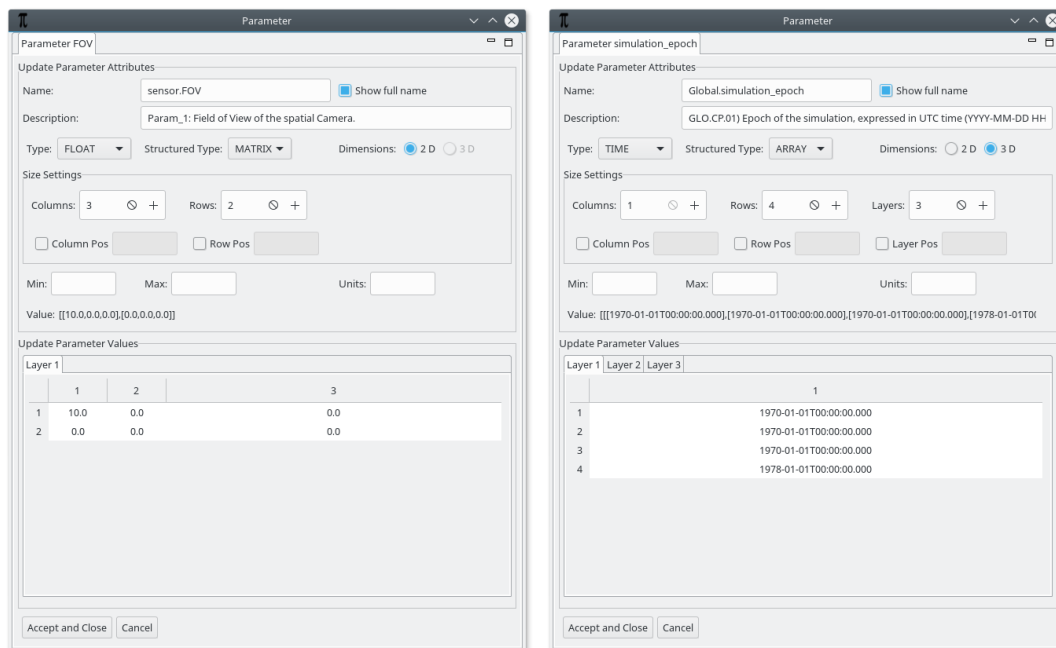 Parameter
Parameter FOV
Update Parameter Attributes
Name: sensor.FOV Show full name
Description: Param_1: Field of View of the spatial Camera.
Type: FLOAT Structured Type: MATRIX Dimensions: 2 D 3 D
Size Settings
Columns: 3 Rows: 2
Column Pos Row Pos
Min: Max: Units:
Value: [[10.0,0.0,0.0],[0.0,0.0,0.0]]
Update Parameter Values
Layer 1
1 2 3
1 10.0 0.0 0.0
2 0.0 0.0 0.0
Accept and Close Cancel
Parameter
Parameter simulation_epoch
Update Parameter Attributes
Name: Global.simulation_epoch Show full name
Description: GLO.CP.01) Epoch of the simulation, expressed in UTC time (YYYY-MM-DD HH
Type: TIME Structured Type: ARRAY Dimensions: 2 D 3 D
Size Settings
Columns: 1 Rows: 4 Layers: 3
Column Pos Row Pos Layer Pos
Min: Max: Units:
Value: [[[1970-01-01T00:00:00.000],[1970-01-01T00:00:00.000],[1970-01-01T00:00:00.000],[1978-01-01T0
Update Parameter Values
Layer 1 Layer 2 Layer 3
1
1 1970-01-01T00:00:00.000
2 1970-01-01T00:00:00.000
3 1970-01-01T00:00:00.000
4 1978-01-01T00:00:00.000
Accept and Close Cancel